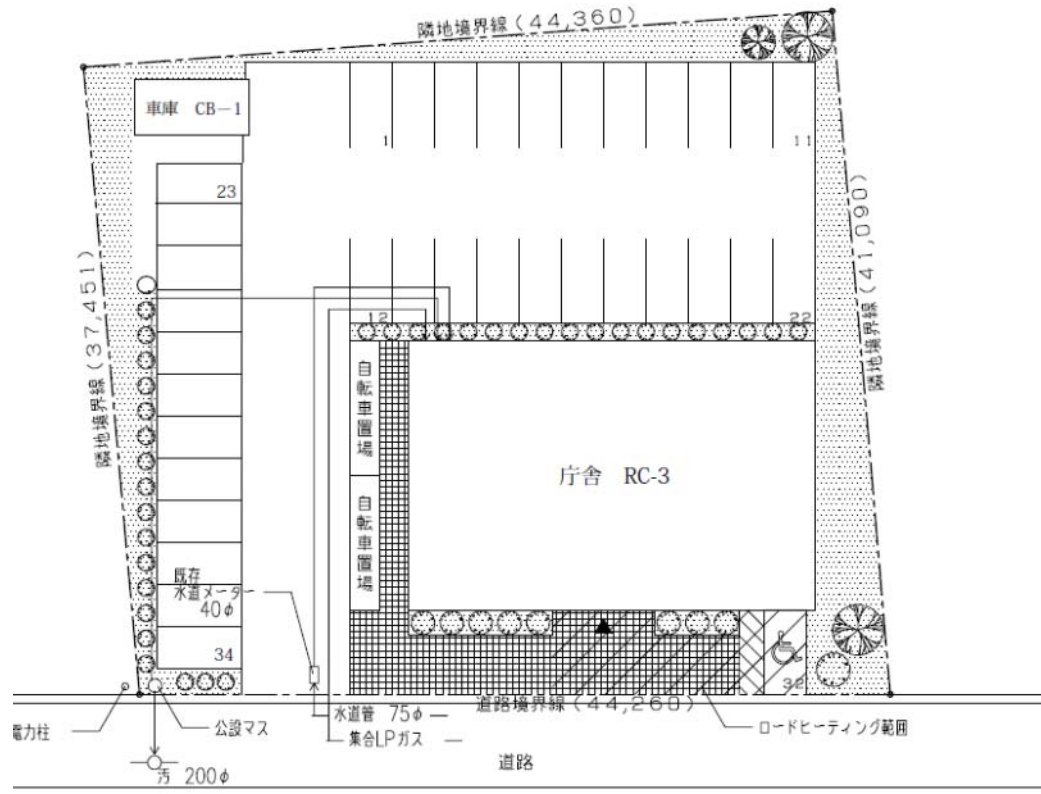 隣地境界線(44,360)
車庫 CB-1
1
11
23
隣地境界線(41,090)
隣地境界線(37,451)
12
22
自転車置場
庁舎 RC-3
自転車置場
既存
水道メーター
40φ
34
32
水道管 75φ
道路境界線(44,260)
電力柱
公設マス
集合LPガス
ロードヒーティング範囲
道路
汚 200φ